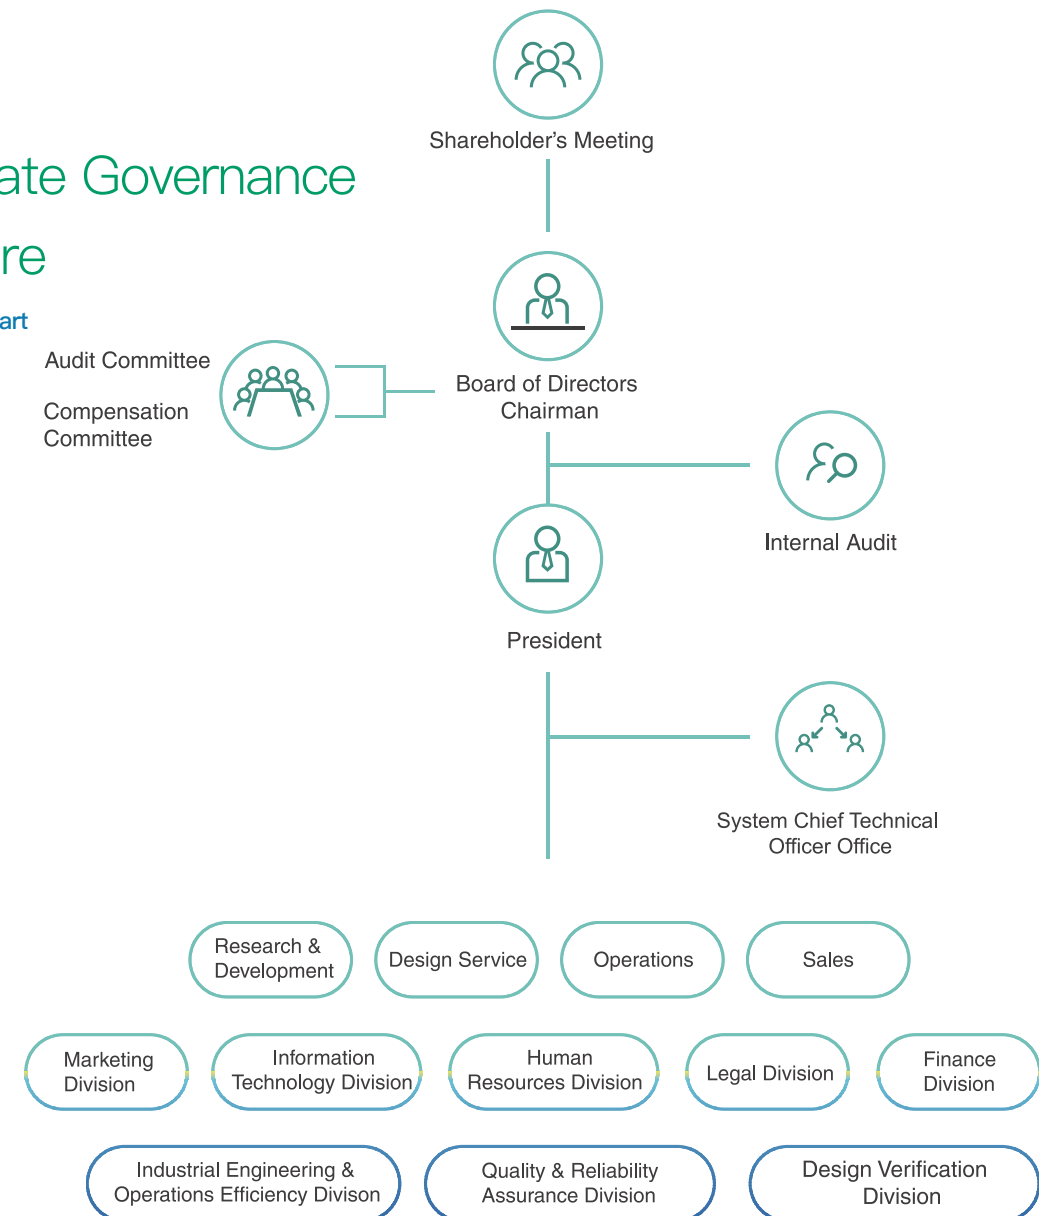 Shareholder's Meeting
ate Governance
re
art
Audit Committee
Compensation
Committee
Board of Directors
Chairman
Internal Audit
President
System Chief Technical
Officer Office
Research &
Development
Design Service
Operations
Sales
Marketing
Division
Information
Technology Division
Human
Resources Division
Legal Division
Finance
Division
Industrial Engineering &
Operations Efficiency Divison
Quality & Reliability
Assurance Division
Design Verification
Division